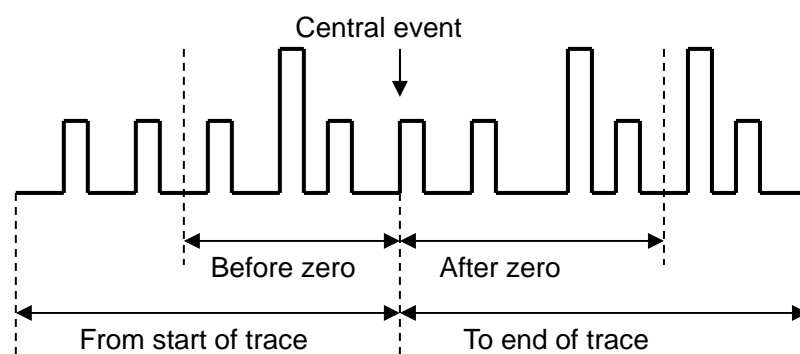 Central event
Before zero
After zero
From start of trace
To end of trace